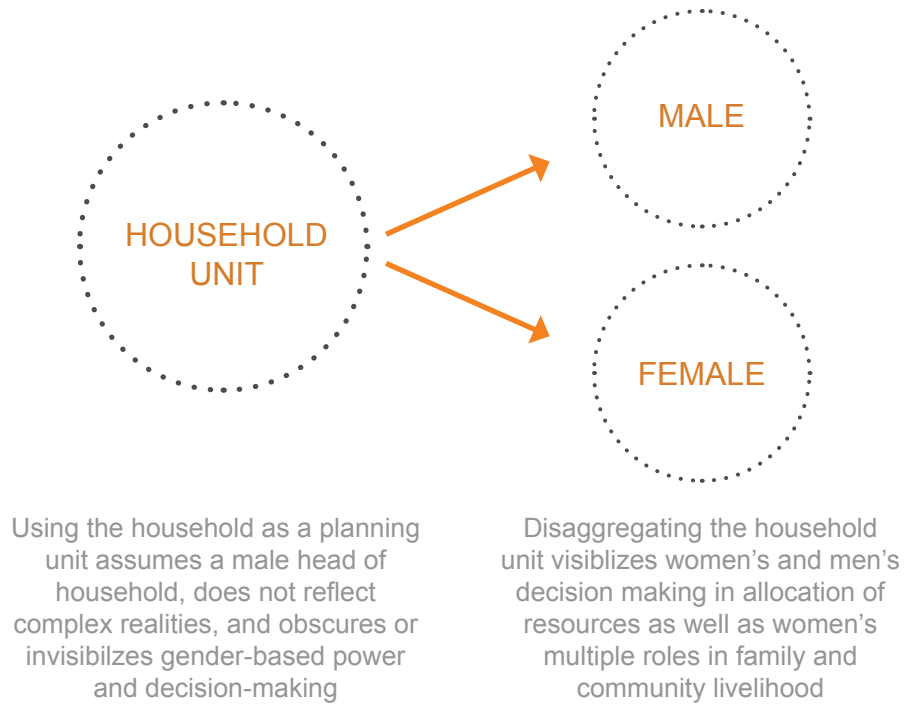 MALE
HOUSEHOLD
UNIT
FEMALE
Using the household as a planning
unit assumes a male head of
household, does not reflect
complex realities, and obscures or
invisibilzes gender-based power
and decision-making
Disaggregating the household
unit visiblizes women’s and men’s
decision making in allocation of
resources as well as women’s
multiple roles in family and
community livelihood